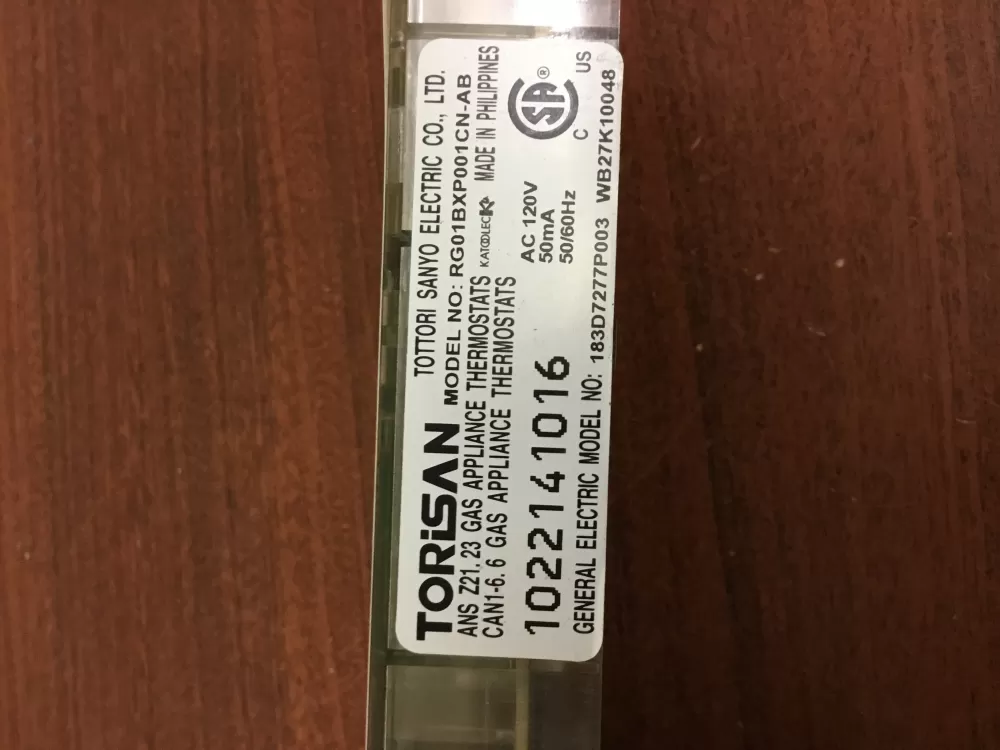 TORiSAN TOTTORI SANYO ELECTRIC CO., LTD.
MODEL NO: RG01BXP001CN-AB
ANS Z21, 23 GAS APPLIANCE THERMOSTATS
CAN1-6. 6 GAS APPLIANCE THERMOSTATS
KATOOLEC K MADE IN PHILIPPINES
1022141016
AC 120V
50mA
50/60Hz
SA ®
C US
GENERAL ELECTRIC MODEL NO: 183D7277P003 WB27K10048